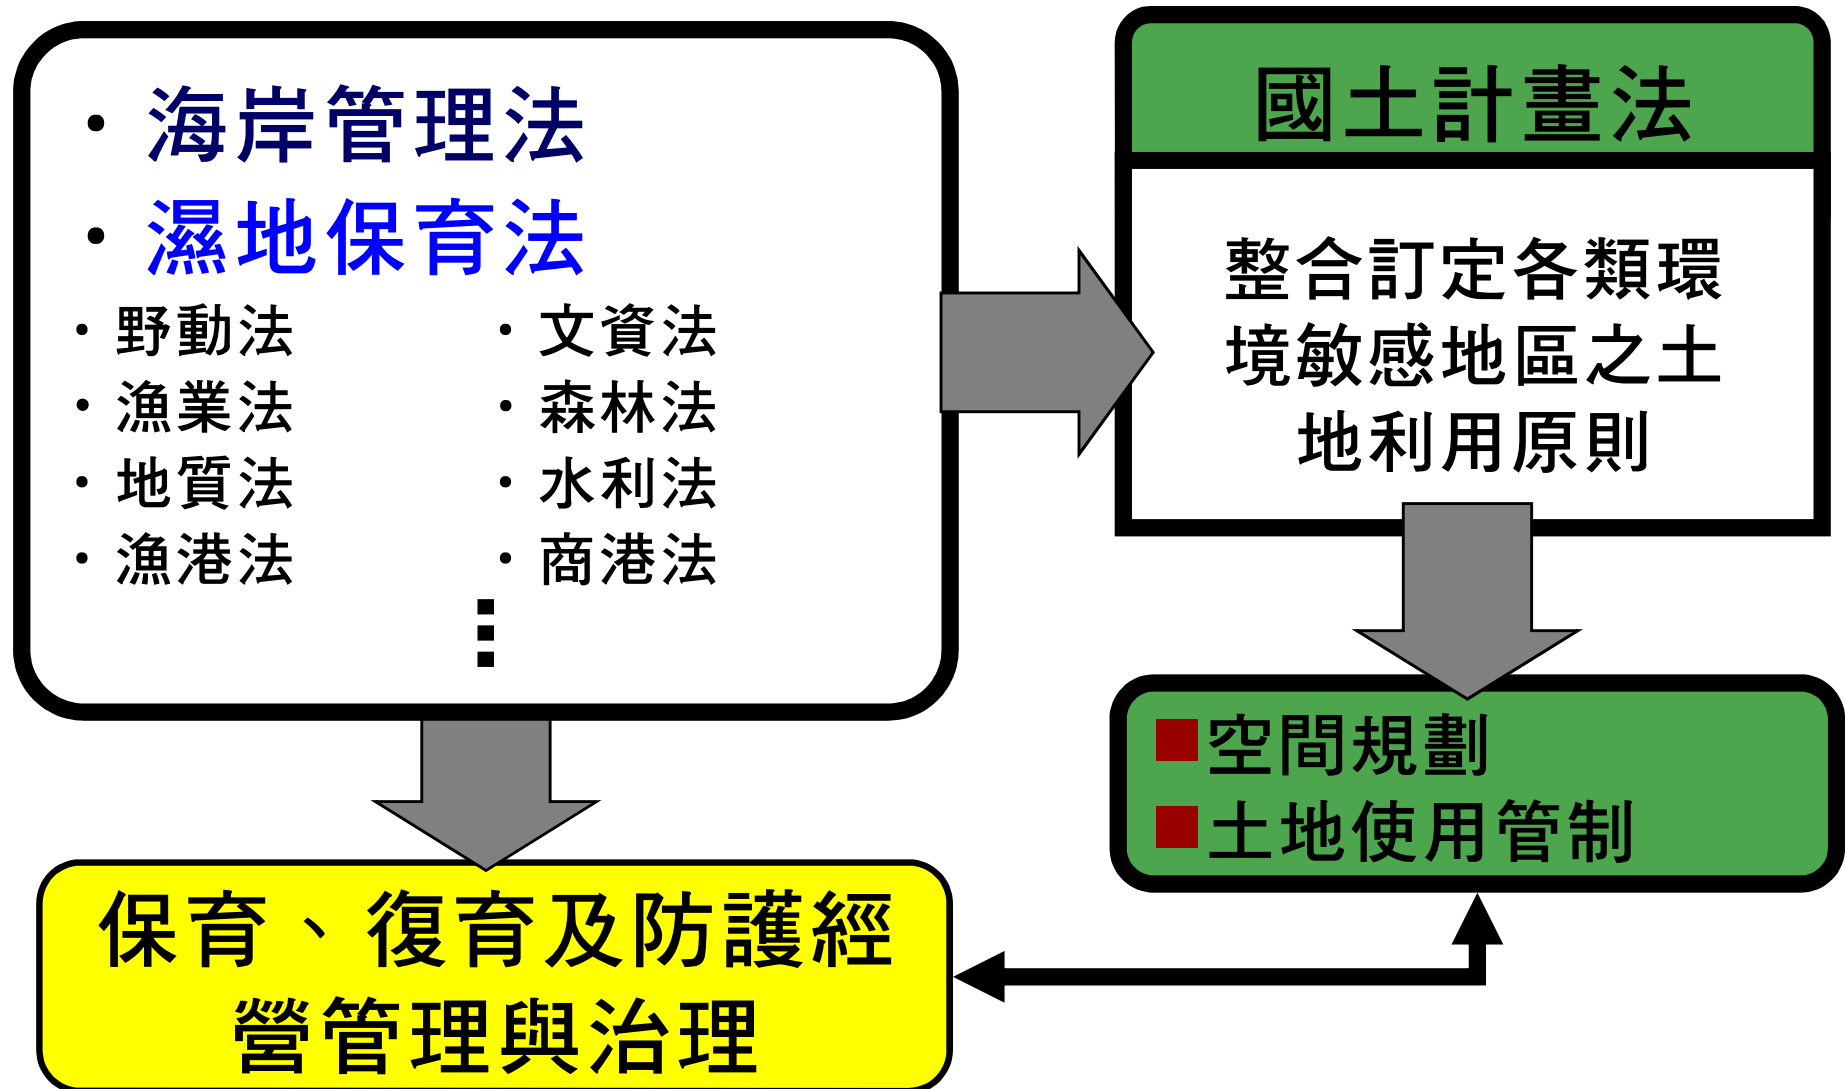 • 海岸管理法
• 濕地保育法
• 野動法
• 漁業法
• 地質法
• 漁港法
• 文資法
• 森林法
• 水利法
• 商港法
⋮
國土計畫法
整合訂定各類環
境敏感地區之土
地利用原則
■空間規劃
■土地使用管制
保育、復育及防護經
營管理與治理